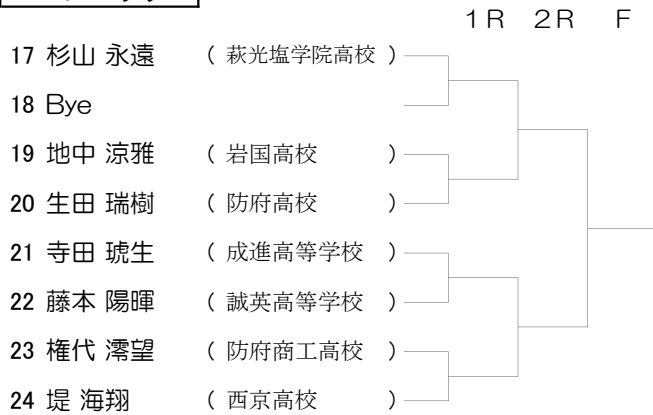 1R 2R F
17 杉山 永遠 ( 萩光塩学院高校 )
18 Bye
19 地中 涼雅 ( 岩国高校 )
20 生田 瑞樹 ( 防府高校 )
21 寺田 琥生 ( 成進高等学校 )
22 藤本 陽暉 ( 誠英高等学校 )
23 権代 澪望 ( 防府商工高校 )
24 堤 海翔 ( 西京高校 )